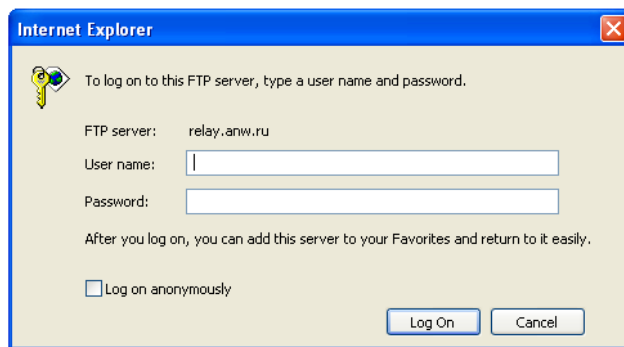 Internet Explorer
To log on to this FTP server, type a user name and password.
FTP server: relay.anw.ru
User name:
Password:
After you log on, you can add this server to your Favorites and return to it easily.
Log on anonymously
Log On Cancel